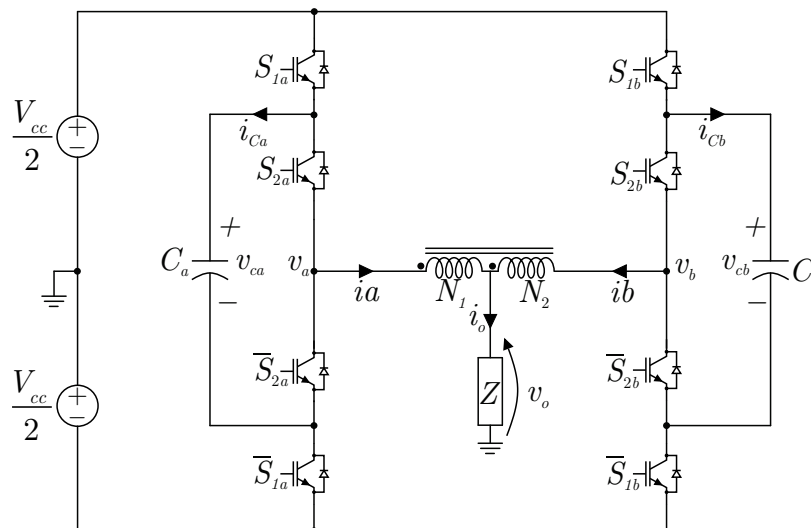 S1a
S1b
Vcc
2
iCa
iCb
S2a
S2b
+
+
Ca
vca
va
vb
vcb
C
−
−
ia
N1
N2
ib
io
S̅2a
S̅2b
Vcc
2
Z
vo
S̅1a
S̅1b